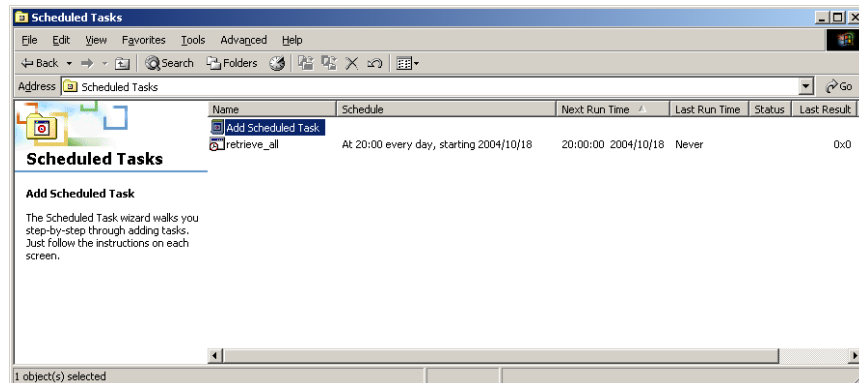 Scheduled Tasks
File Edit View Favorites Tools Advanced Help
Back Search Folders
Address Scheduled Tasks Go
Name Schedule Next Run Time Last Run Time Status Last Result
Add Scheduled Task
retrieve_all At 20:00 every day, starting 2004/10/18 20:00:00 2004/10/18 Never 0x0
Scheduled Tasks
Add Scheduled Task
The Scheduled Task wizard walks you
step-by-step through adding tasks.
Just follow the instructions on each
screen.
1 object(s) selected